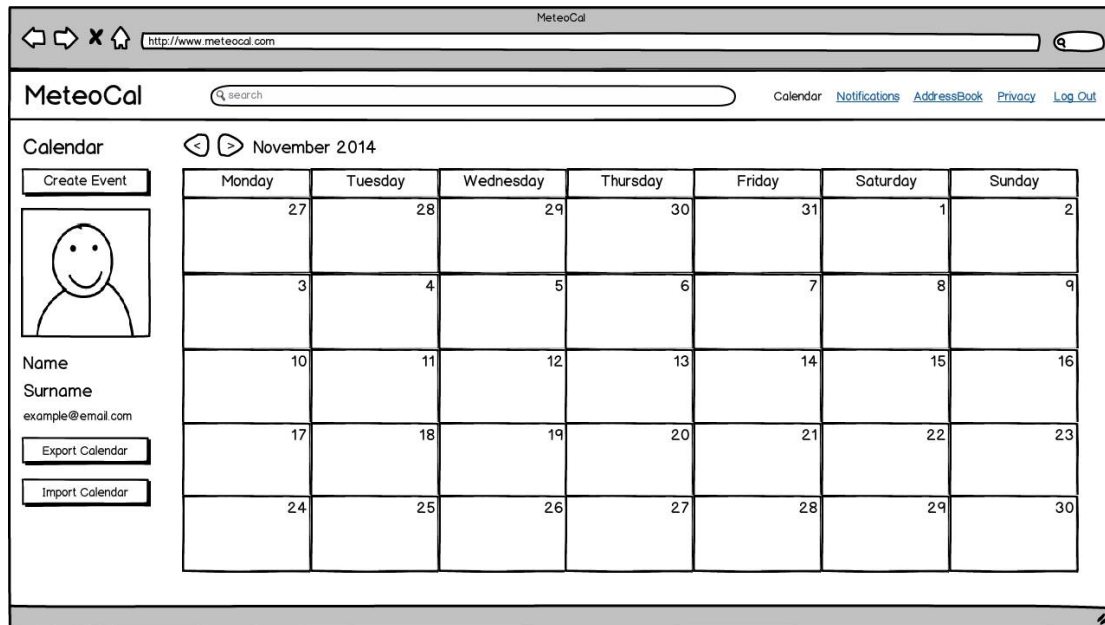 MeteoCal
http://www.meteocal.com
MeteoCal search Calendar Notifications AddressBook Privacy Log Out
Calendar < > November 2014
Create Event
Monday Tuesday Wednesday Thursday Friday Saturday Sunday
27 28 29 30 31 1 2
3 4 5 6 7 8 9
Name
Surname
example@email.com
10 11 12 13 14 15 16
Export Calendar
17 18 19 20 21 22 23
Import Calendar
24 25 26 27 28 29 30